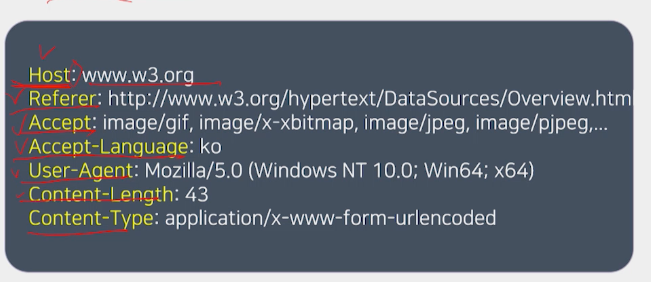 Host: www.w3.org
Referer: http://www.w3.org/hypertext/DataSources/Overview.htm
Accept: image/gif, image/x-xbitmap, image/jpeg, image/pjpeg,...
Accept-Language: ko
User-Agent: Mozilla/5.0 (Windows NT 10.0; Win64; x64)
Content-Length: 43
Content-Type: application/x-www-form-urlencoded